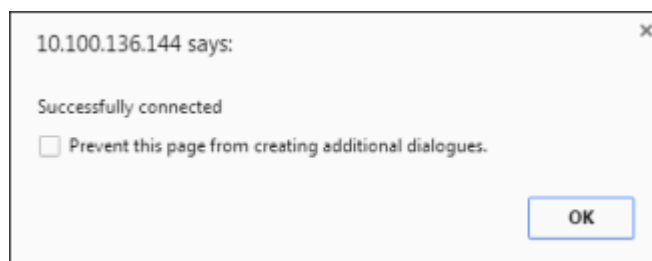 10.100.136.144 says:
Successfully connected
Prevent this page from creating additional dialogues.
OK